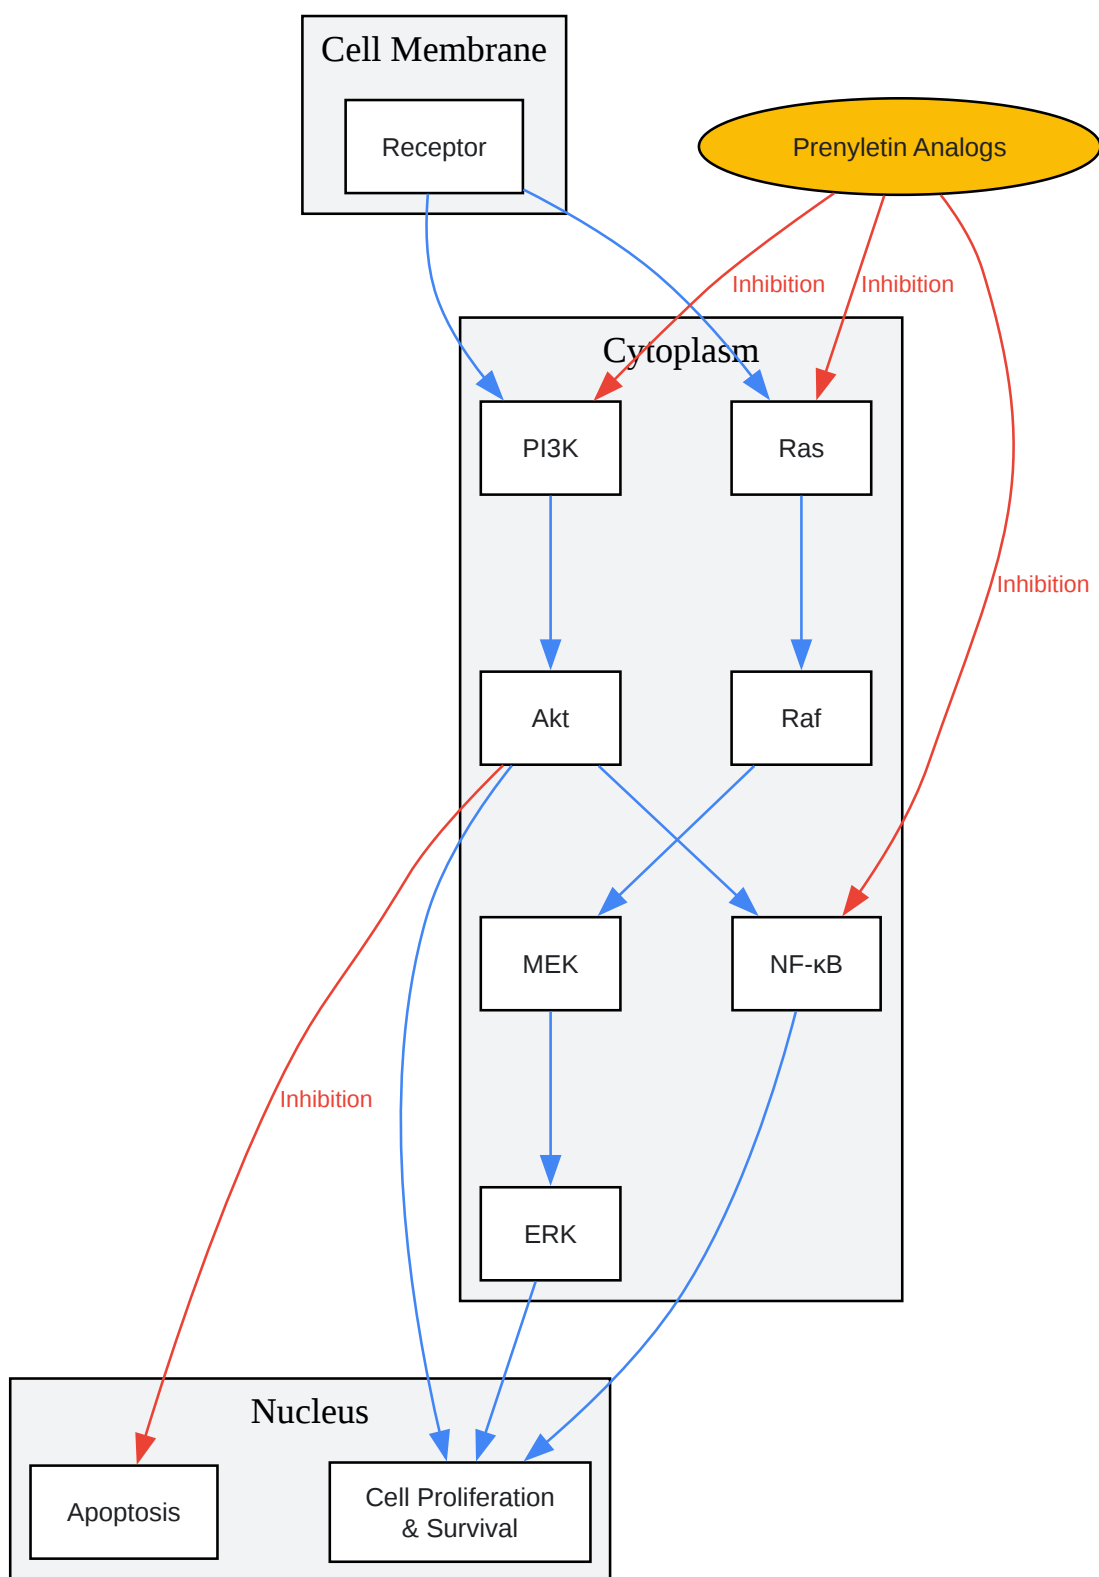 Cell Membrane
Receptor
Prenyletin Analogs
Inhibition
Inhibition
Cytoplasm
PI3K
Ras
Inhibition
Akt
Raf
MEK
NF-κB
Inhibition
ERK
Nucleus
Apoptosis
Cell Proliferation
& Survival